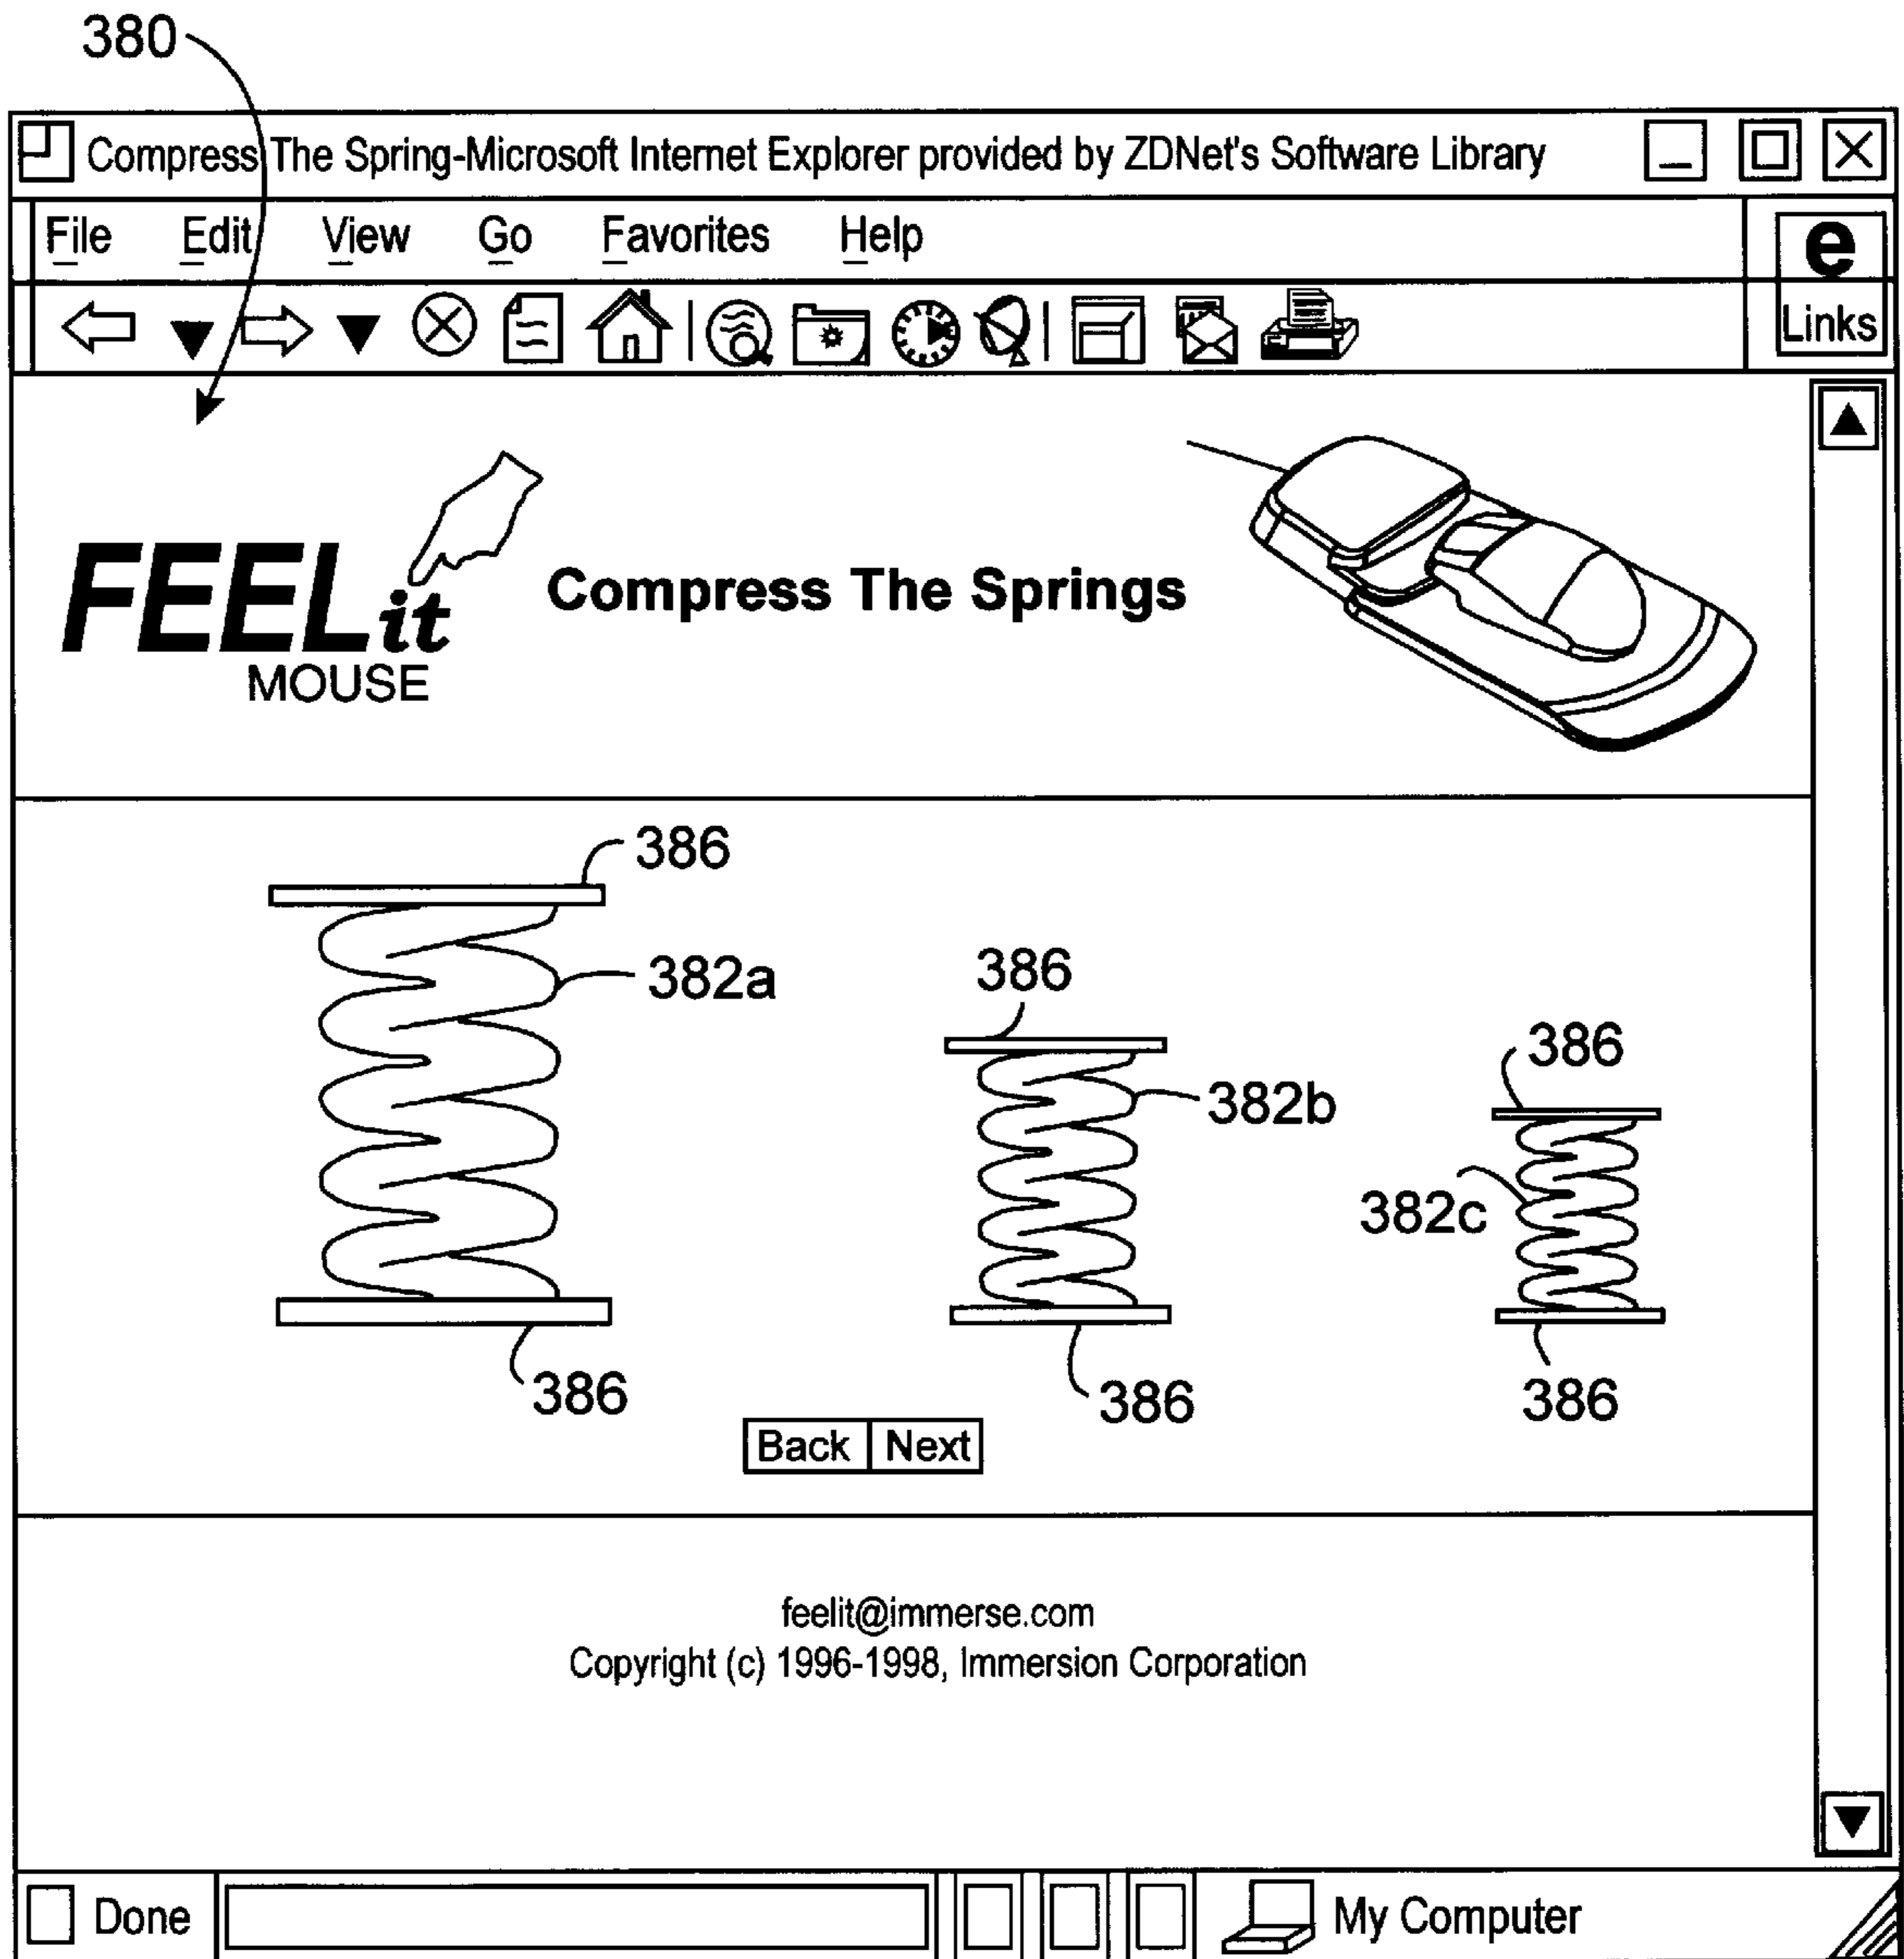 380
Compress The Spring-Microsoft Internet Explorer provided by ZDNet's Software Library
File Edit View Go Favorites Help
e
Links
FEELit
MOUSE
Compress The Springs
386
382a
386
382b
386
382c
386
386
386
Back Next
feelit@immerse.com
Copyright (c) 1996-1998, Immersion Corporation
Done
My Computer